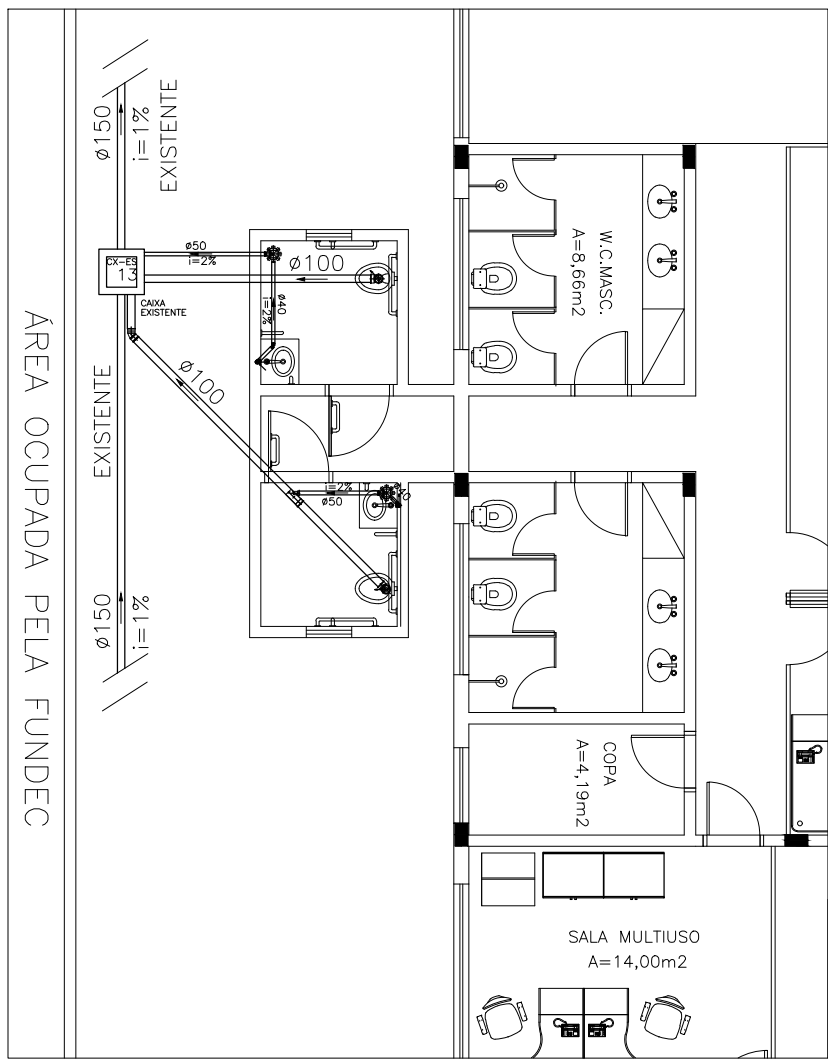 EXISTENTE
i=1%
ø150
ø50
i=2%
ø100
CX-ES
13
CAIXA
EXISTENTE
ø40
i=2%
ø100
W.C.MASC.
A=8,66m2
EXISTENTE
i=2%
ø50
ø40
i=1%
ø150
ÁREA OCUPADA PELA FUNDEC
COPA
A=4,19m2
SALA MULTIUSO
A=14,00m2